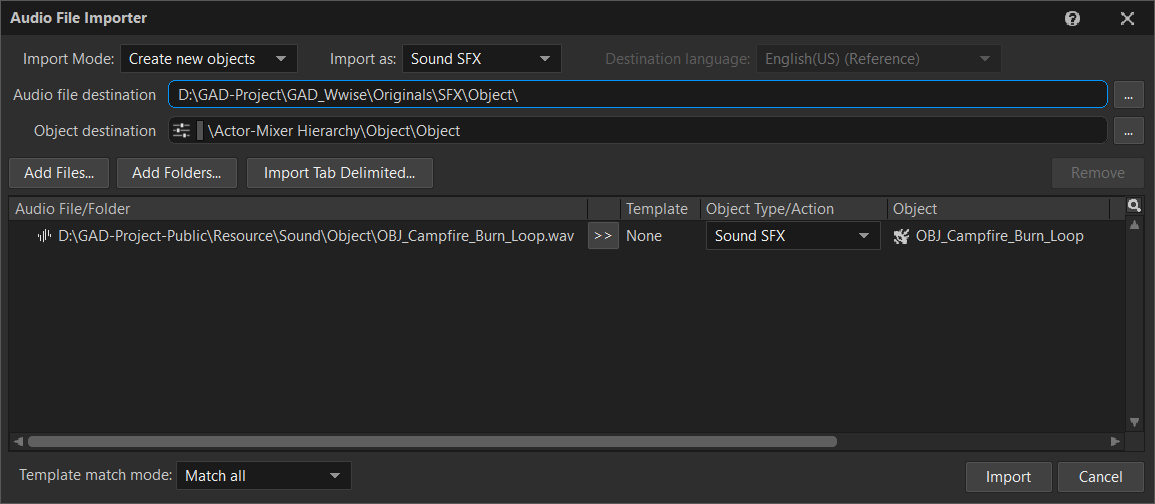 Audio File Importer
Import Mode: Create new objects Import as: Sound SFX Destination language: English(US) (Reference)
Audio file destination D:\GAD-Project\GAD_Wwise\Originals\SFX\Object\ ...
Object destination \Actor-Mixer Hierarchy\Object\Object ...
Add Files... Add Folders... Import Tab Delimited... Remove
Audio File/Folder Template Object Type/Action Object
D:\GAD-Project-Public\Resource\Sound\Object\OBJ_Campfire_Burn_Loop.wav >> None Sound SFX OBJ_Campfire_Burn_Loop
Template match mode: Match all Import Cancel